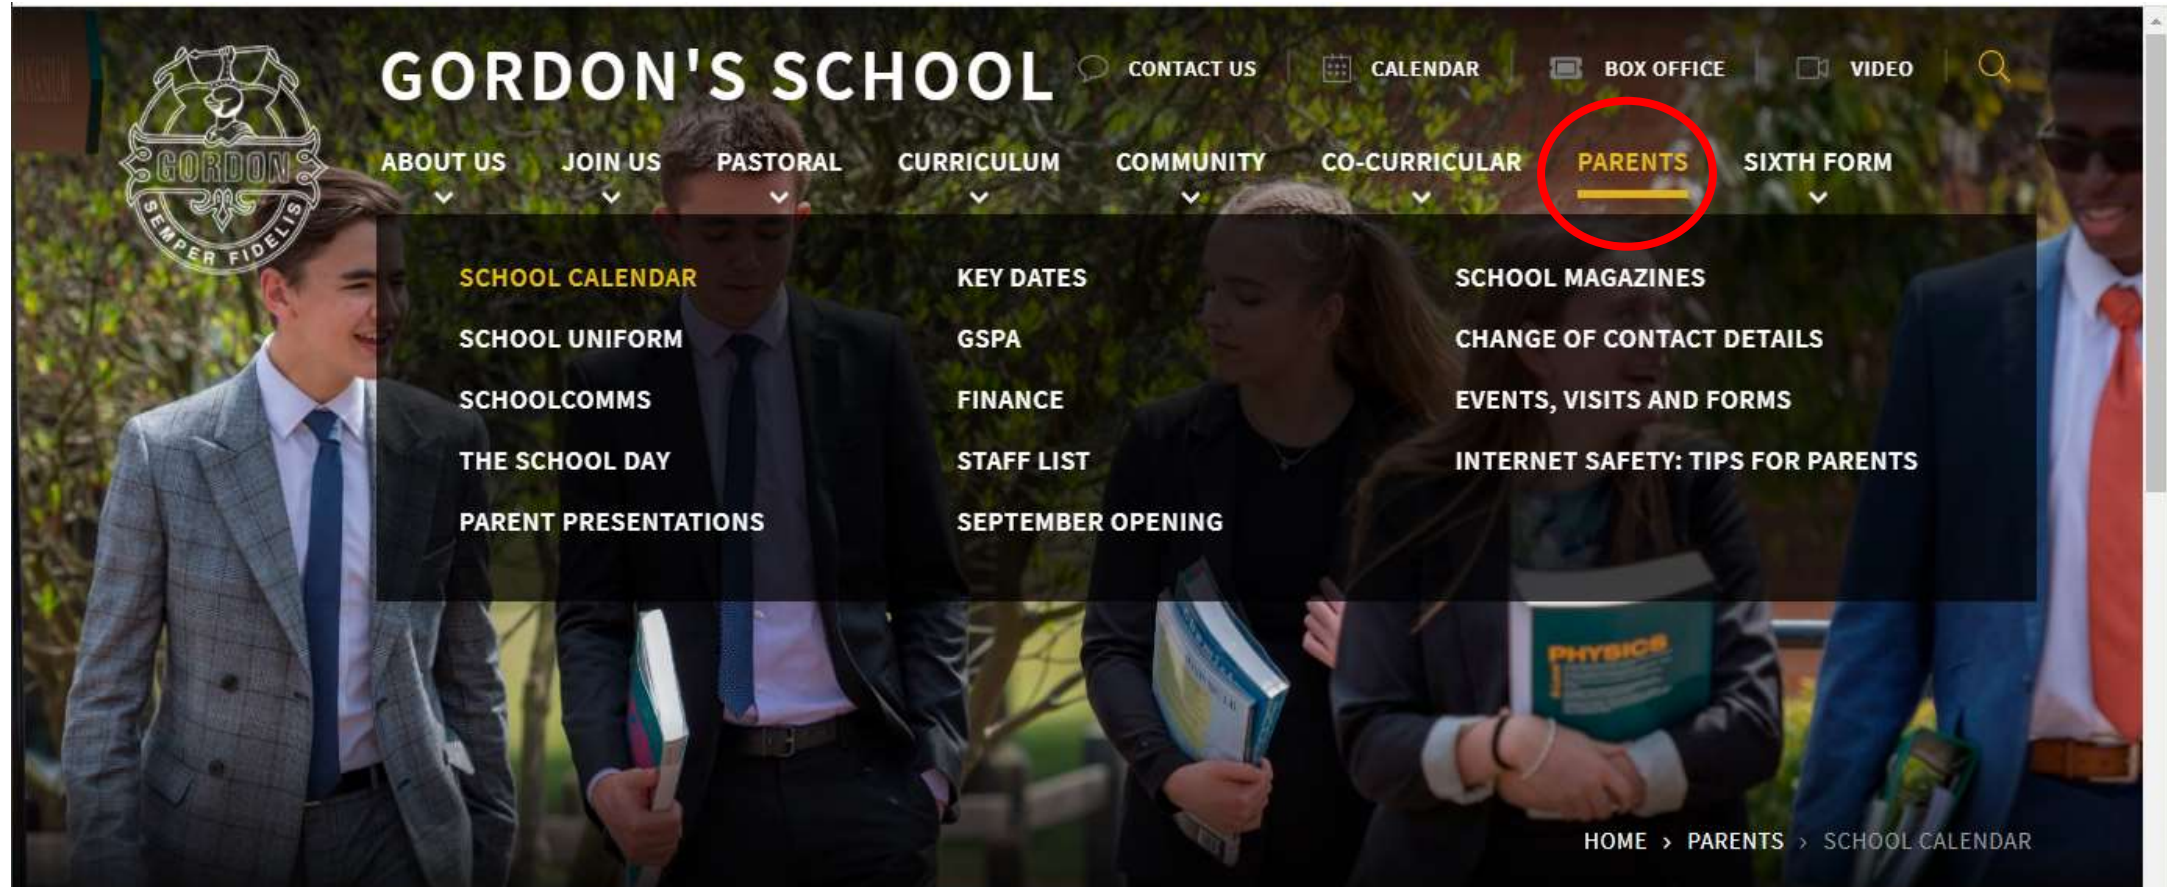 GORDON'S SCHOOL
CONTACT US
CALENDAR
BOX OFFICE
VIDEO
GORDON
SEMPER FIDELIS
ABOUT US
JOIN US
PASTORAL
CURRICULUM
COMMUNITY
CO-CURRICULAR
PARENTS
SIXTH FORM
SCHOOL CALENDAR
SCHOOL UNIFORM
SCHOOLCOMMS
THE SCHOOL DAY
PARENT PRESENTATIONS
KEY DATES
GSPA
FINANCE
STAFF LIST
SEPTEMBER OPENING
SCHOOL MAGAZINES
CHANGE OF CONTACT DETAILS
EVENTS, VISITS AND FORMS
INTERNET SAFETY: TIPS FOR PARENTS
PHYSICS
HOME > PARENTS > SCHOOL CALENDAR